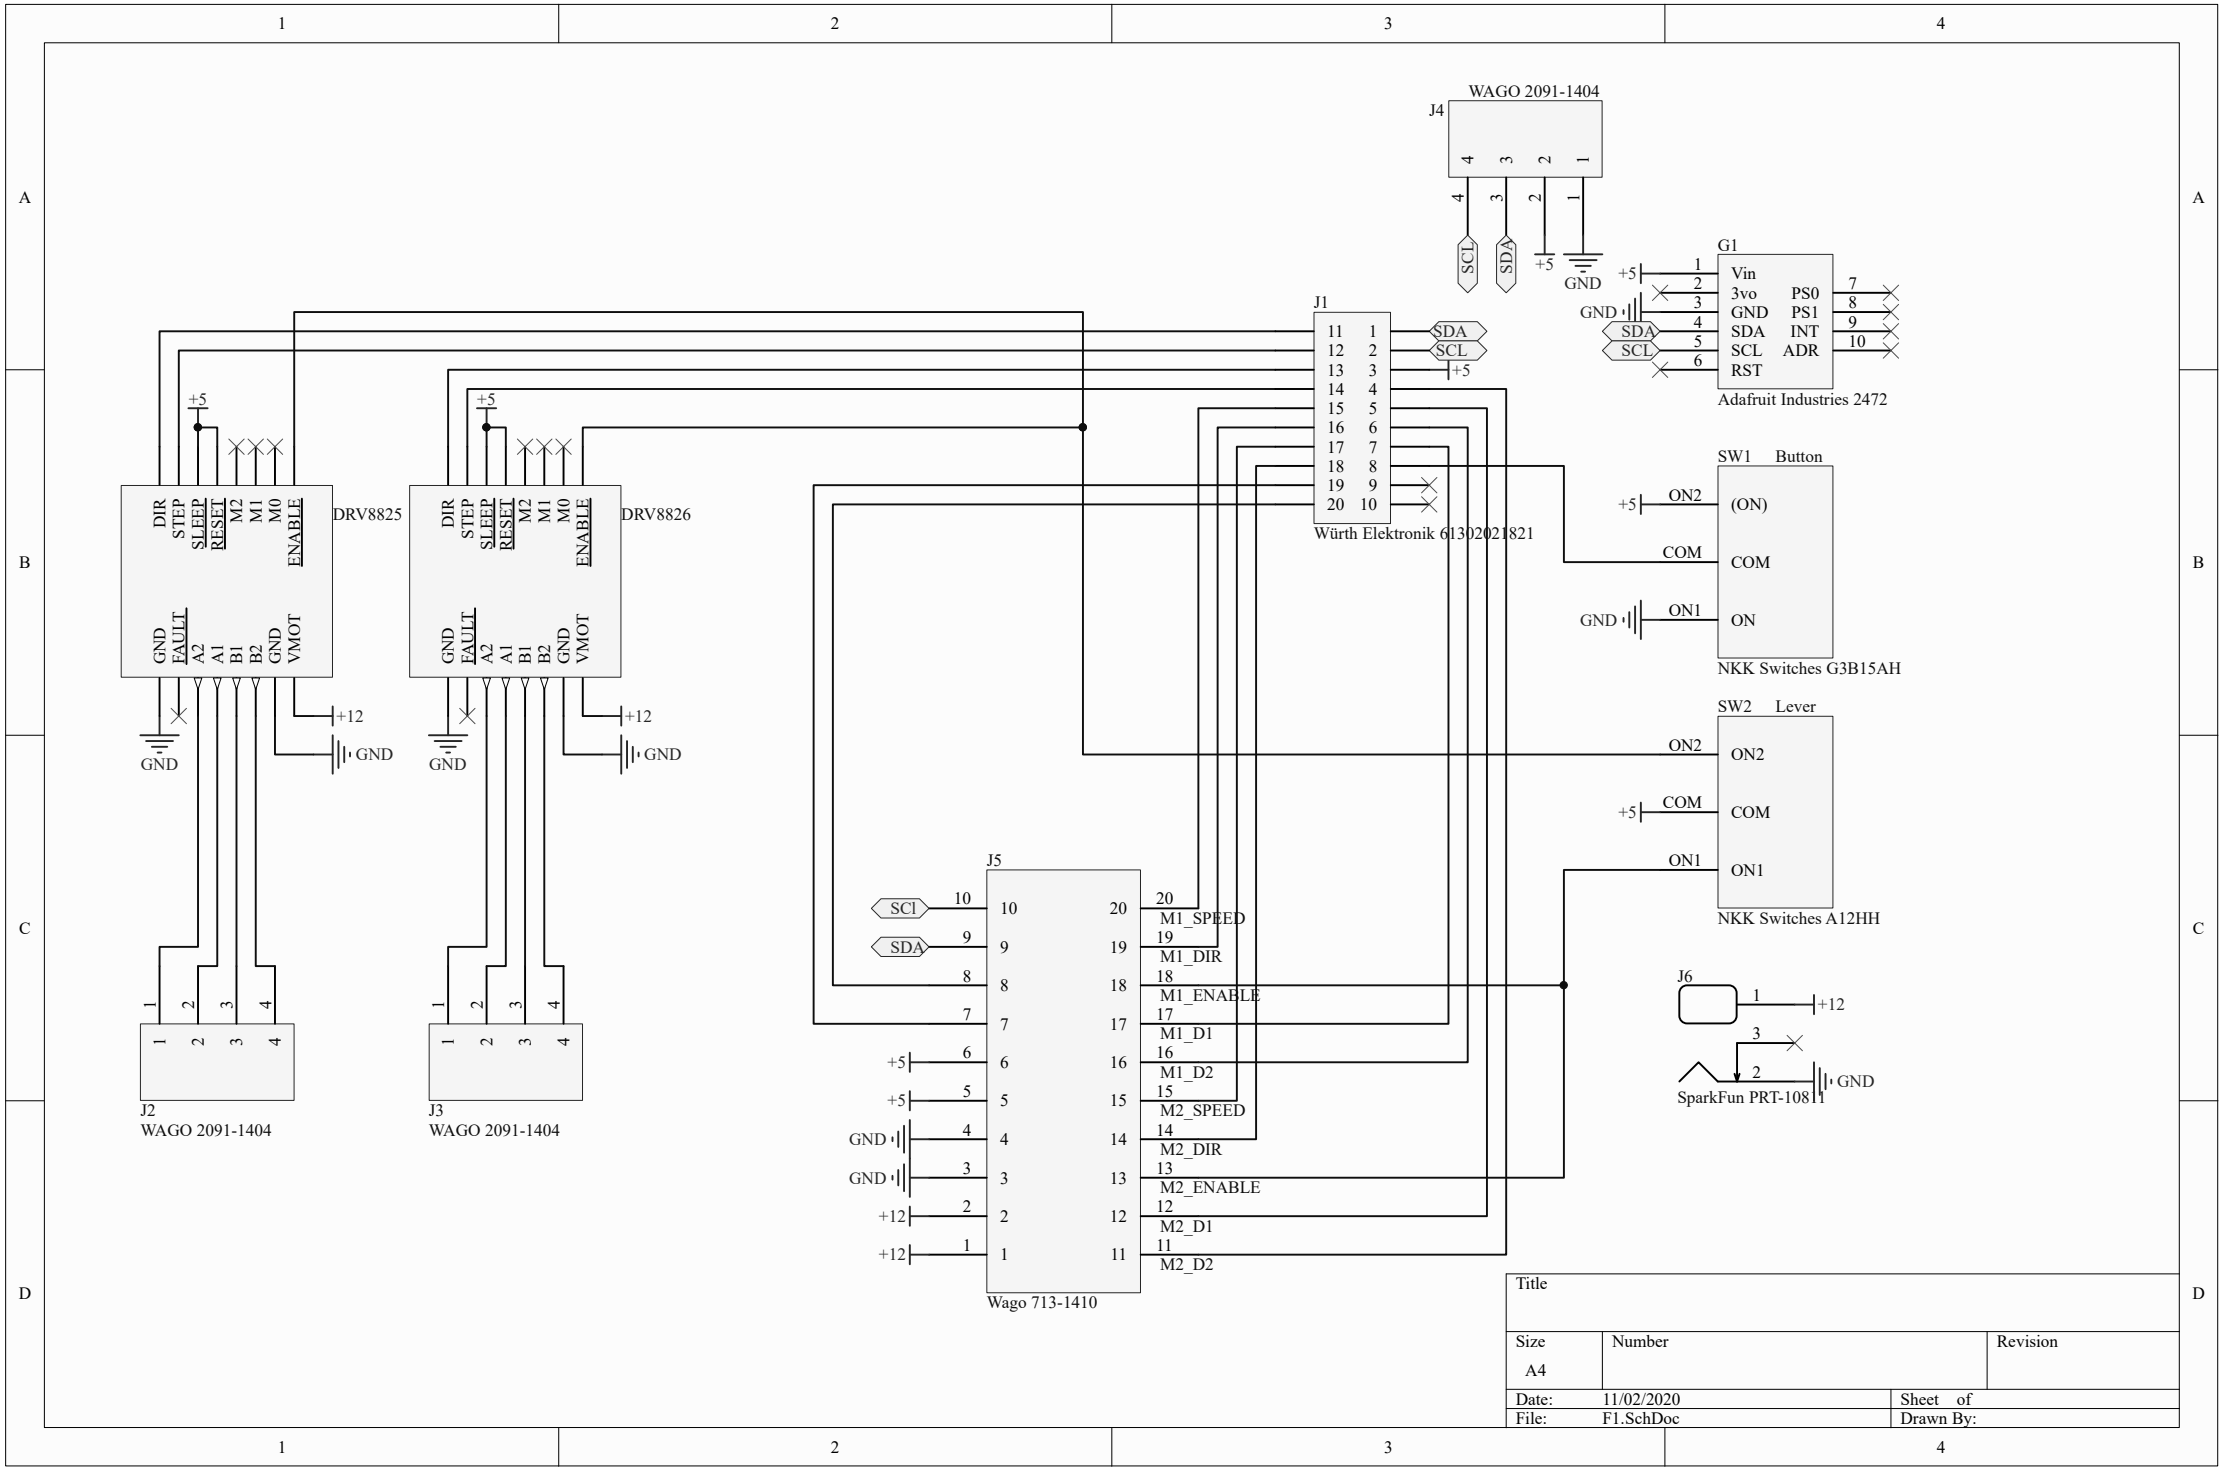 1 2 3 4
A
A
WAGO 2091-1404
J4
4 3 2 1
4 3 2 1
SCL SDA +5
GND
G1
+5 1 Vin
2 3vo PS0 7
GND 3 GND PS1 8
SDA 4 SDA INT 9
SCL 5 SCL ADR 10
6 RST
Adafruit Industries 2472
J1
11 1 SDA
12 2 SCL
13 3 +5
14 4
15 5
16 6
17 7
18 8
19 9
20 10
Würth Elektronik 61302021821
+5
DIR STEP SLEEP RESET M2 M1 M0 ENABLE
DRV8825
GND FAULT A2 A1 B1 B2 GND VMOT
+12
GND
GND
+5
DIR STEP SLEEP RESET M2 M1 M0 ENABLE
DRV8826
GND FAULT A2 A1 B1 B2 GND VMOT
+12
GND
GND
B
B
SW1 Button
+5 ON2 (ON)
COM COM
GND ON1 ON
NKK Switches G3B15AH
SW2 Lever
ON2 ON2
+5 COM COM
ON1 ON1
NKK Switches A12HH
C
C
1 2 3 4
1 2 3 4
J2
WAGO 2091-1404
1 2 3 4
1 2 3 4
J3
WAGO 2091-1404
J5
SCl 10 10 20 20
M1_SPEED
SDA 9 9 19 19
M1_DIR
8 8 18 18
M1_ENABLE
7 7 17 17
M1_D1
+5 6 6 16 16
M1_D2
+5 5 5 15 15
M2_SPEED
GND 4 4 14 14
M2_DIR
GND 3 3 13 13
M2_ENABLE
+12 2 2 12 12
M2_D1
+12 1 1 11 11
M2_D2
Wago 713-1410
J6
1 +12
3
2 GND
SparkFun PRT-10811
D
D
Title
Size Number Revision
A4
Date: 11/02/2020 Sheet of
File: F1.SchDoc Drawn By:
1 2 3 4